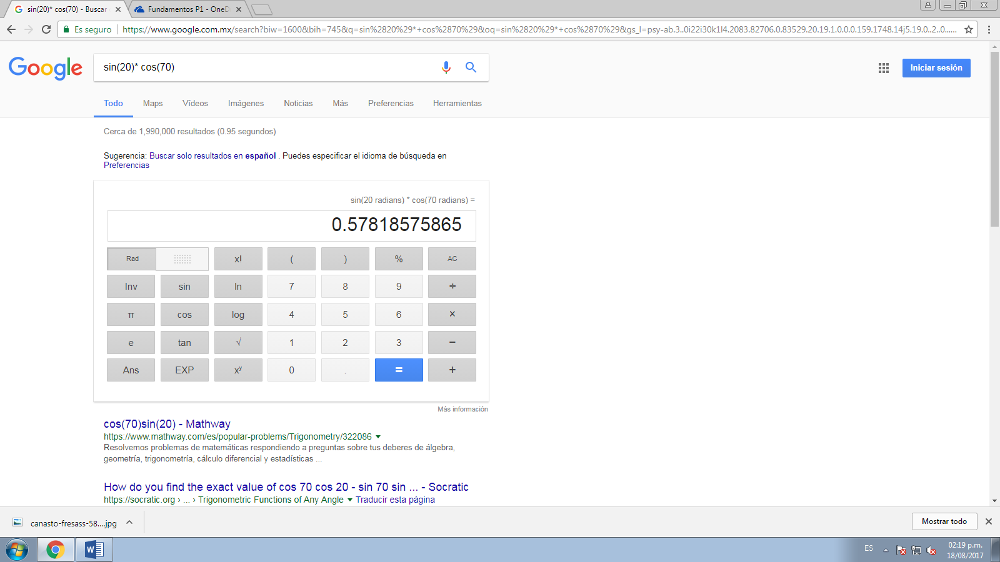 sin(20)* cos(70) - Buscar
Fundamentos P1 - OneD
Es seguro
https://www.google.com.mx/search?biw=1600&bih=745&q=sin%2820%29*+cos%2870%29&oq=sin%2820%29*+cos%2870%29&gs_l=psy-ab.3..0i22i30k1l4.2083.82706.0.83529.20.19.1.0.0.0.159.1748.14j5.19.0..2..0......
Google
sin(20)* cos(70)
Iniciar sesión
Todo Maps Vídeos Imágenes Noticias Más Preferencias Herramientas
Cerca de 1,990,000 resultados (0.95 segundos)
Sugerencia: Buscar solo resultados en español . Puedes especificar el idioma de búsqueda en
Preferencias
sin(20 radians) * cos(70 radians) =
0.57818575865
Rad x! ( ) % AC
Inv sin ln 7 8 9 ÷
π cos log 4 5 6 ×
e tan √ 1 2 3 −
Ans EXP xʸ 0 . = +
Más información
cos(70)sin(20) - Mathway
https://www.mathway.com/es/popular-problems/Trigonometry/322086
Resolvemos problemas de matemáticas respondiendo a preguntas sobre tus deberes de álgebra,
geometría, trigonometría, cálculo diferencial y estadísticas ...
How do you find the exact value of cos 70 cos 20 - sin 70 sin ... - Socratic
https://socratic.org › ... › Trigonometric Functions of Any Angle Traducir esta página
canasto-fresass-58....jpg
Mostrar todo
ES
02:19 p.m.
18/08/2017